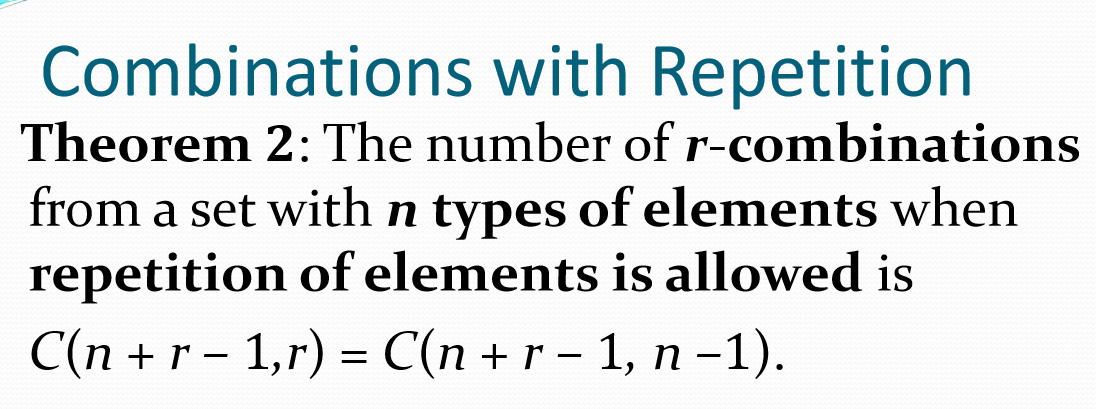 Combinations with Repetition
Theorem 2: The number of r-combinations
from a set with n types of elements when
repetition of elements is allowed is
C(n + r – 1,r) = C(n + r – 1, n –1).